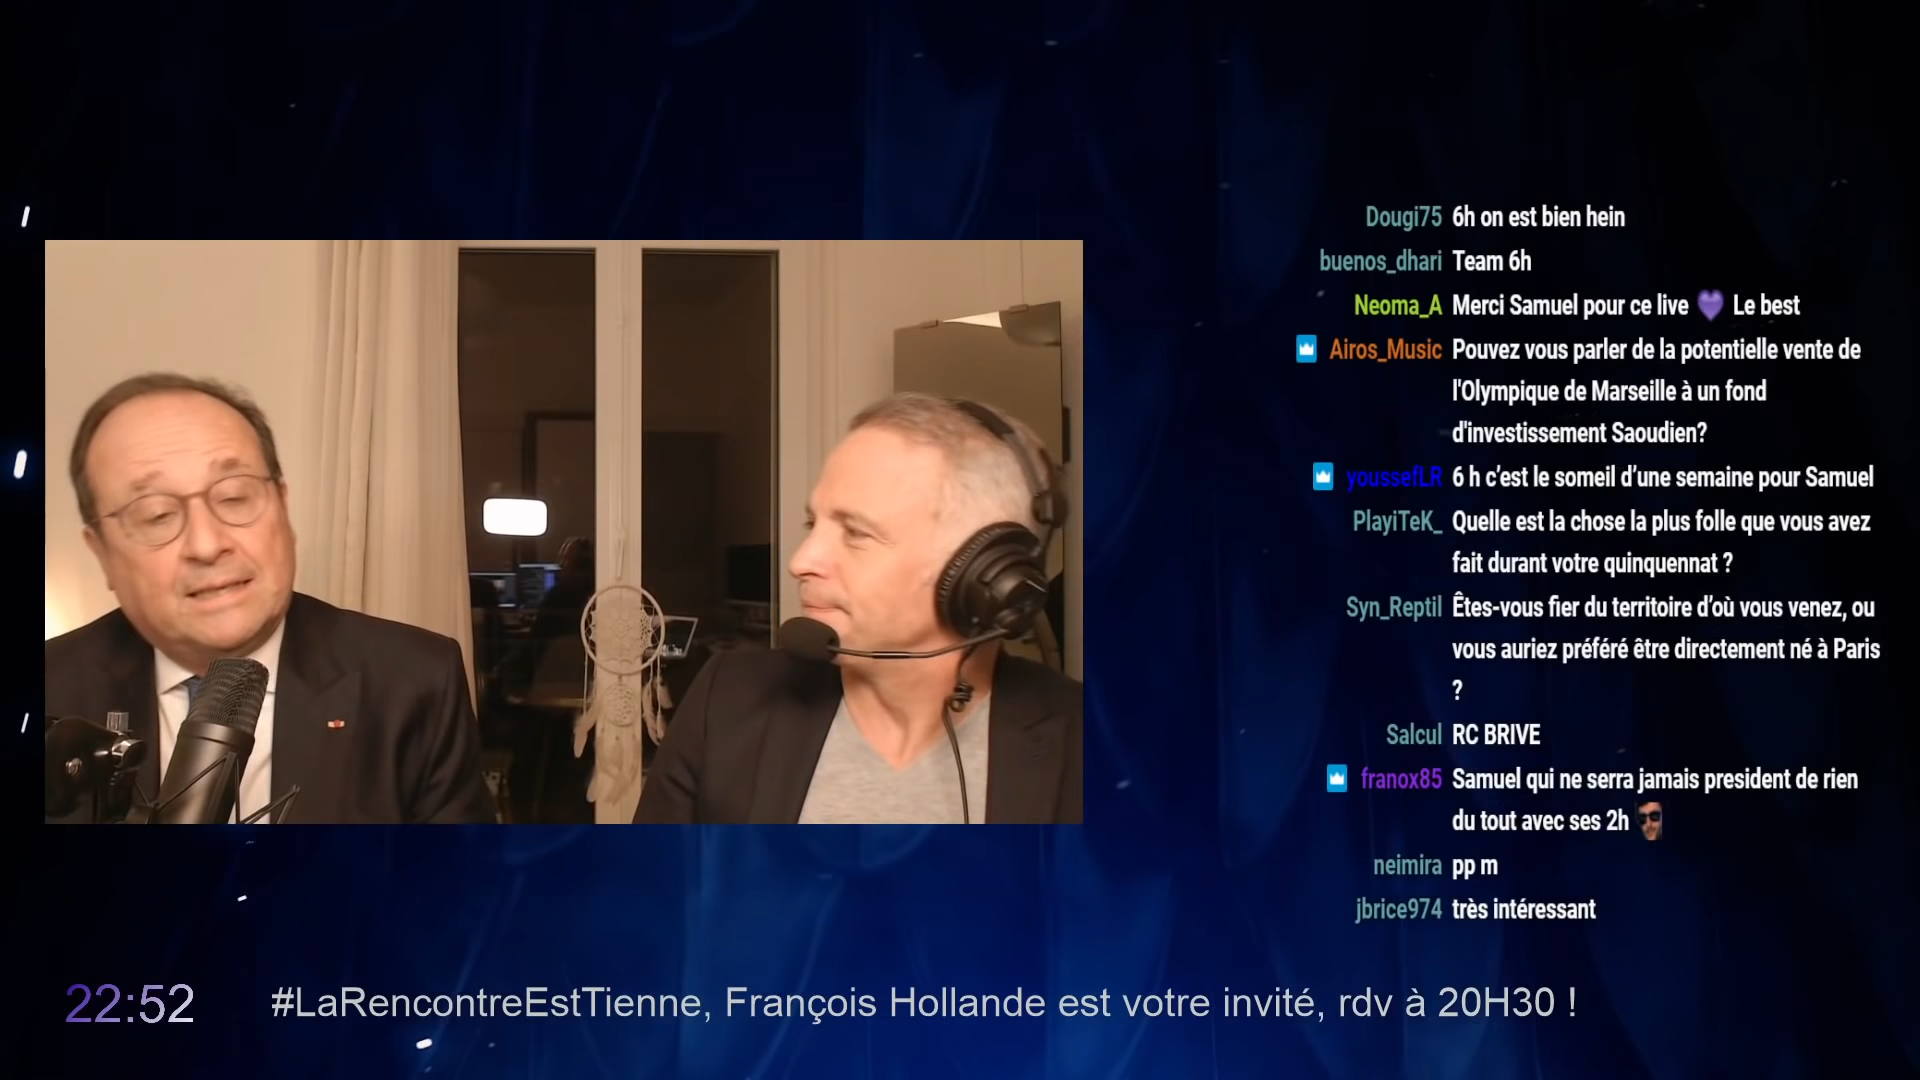 Dougi75 6h on est bien hein
buenos_dhari Team 6h
Neoma_A Merci Samuel pour ce live 💜 Le best
Airos_Music Pouvez vous parler de la potentielle vente de
l'Olympique de Marseille à un fond
d'investissement Saoudien?
youssefLR 6 h c’est le someil d’une semaine pour Samuel
PlayiTeK_ Quelle est la chose la plus folle que vous avez
fait durant votre quinquennat ?
Syn_Reptil Êtes-vous fier du territoire d’où vous venez, ou
vous auriez préféré être directement né à Paris
?
Salcul RC BRIVE
franox85 Samuel qui ne serra jamais president de rien
du tout avec ses 2h
neimira pp m
jbrice974 très intéressant
22:52 #LaRencontreEstTienne, François Hollande est votre invité, rdv à 20H30 !